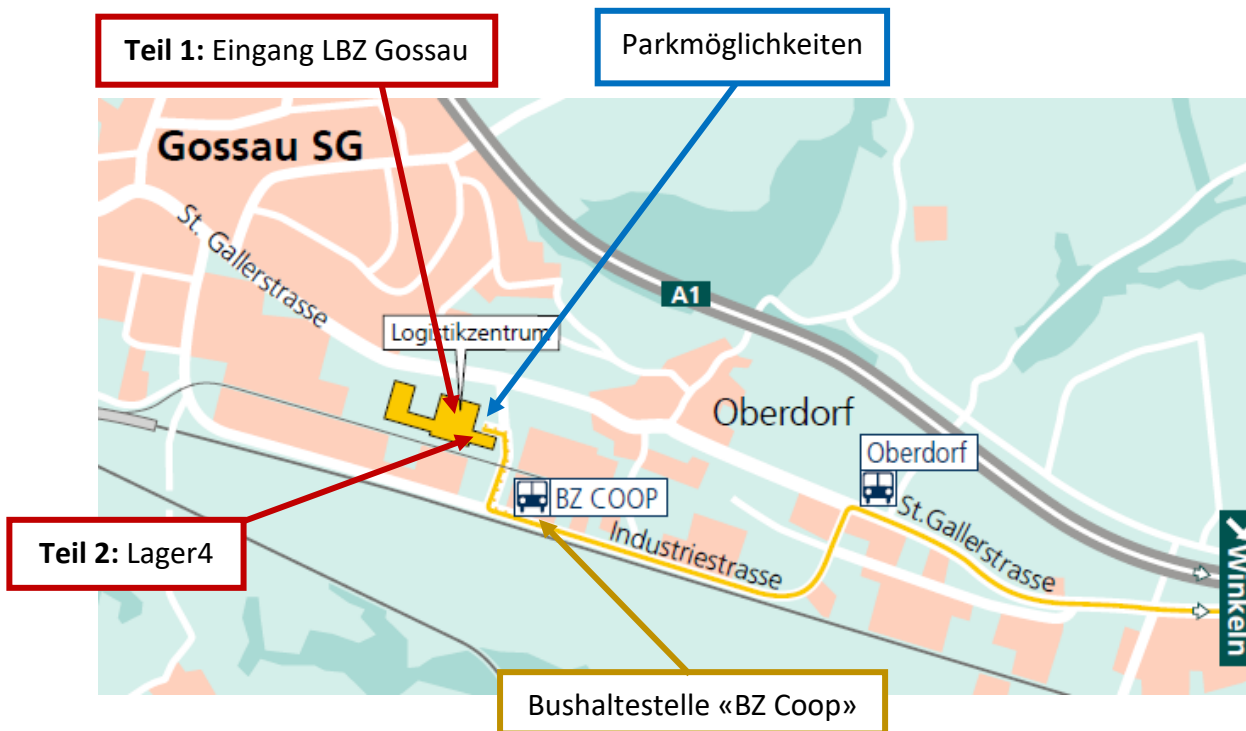 Teil 1: Eingang LBZ Gossau
Parkmöglichkeiten
Gossau SG
St. Gallerstrasse
A1
Logistikzentrum
Oberdorf
Oberdorf
BZ COOP
St.Gallerstrasse
Industriestrasse
Winkeln
Teil 2: Lager4
Bushaltestelle «BZ Coop»